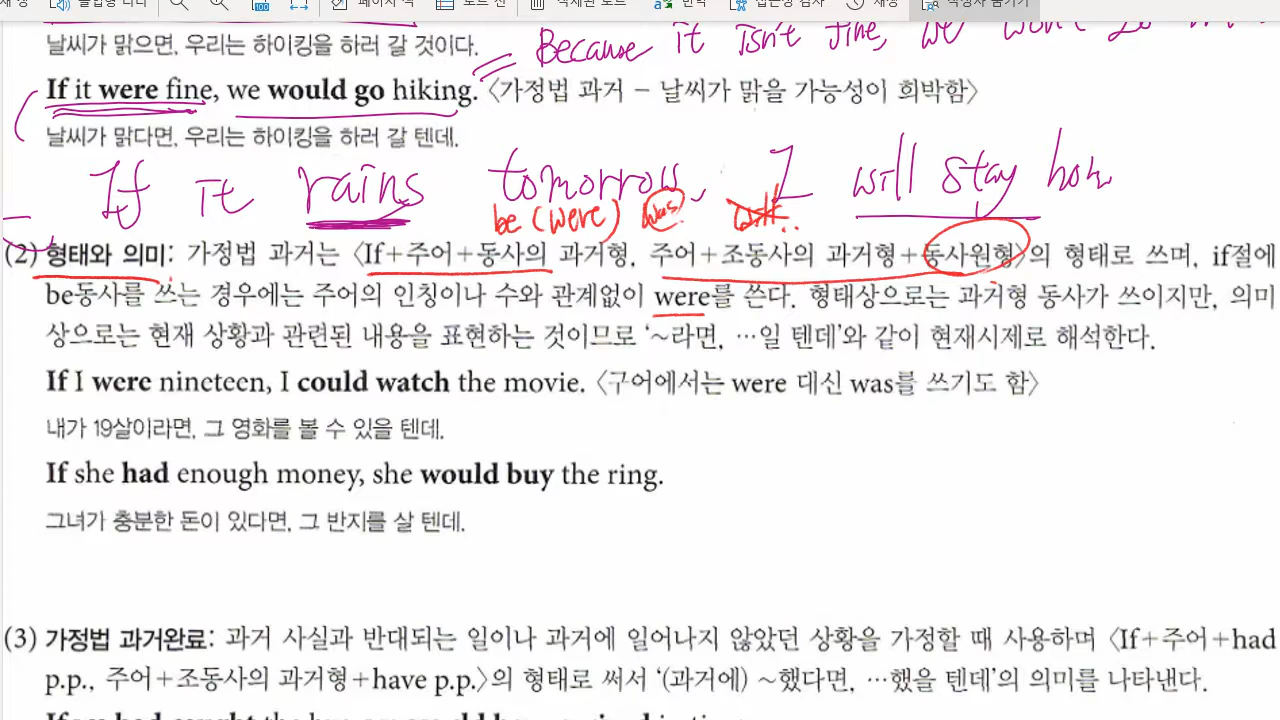 날씨가 맑으면, 우리는 하이킹을 하러 갈 것이다.
Because it isn't fine, we won't go
If it were fine, we would go hiking. 〈가정법 과거 – 날씨가 맑을 가능성이 희박함〉
날씨가 맑다면, 우리는 하이킹을 하러 갈 텐데.
If it rains tomorrow, I will stay
be (were) was
(2) 형태와 의미: 가정법 과거는 〈If+주어+동사의 과거형, 주어+조동사의 과거형+동사원형〉의 형태로 쓰며, if절에
be동사를 쓰는 경우에는 주어의 인칭이나 수와 관계없이 were를 쓴다. 형태상으로는 과거형 동사가 쓰이지만, 의미
상으로는 현재 상황과 관련된 내용을 표현하는 것이므로 ‘~라면, …일 텐데’와 같이 현재시제로 해석한다.
If I were nineteen, I could watch the movie. 〈구어에서는 were 대신 was를 쓰기도 함〉
내가 19살이라면, 그 영화를 볼 수 있을 텐데.
If she had enough money, she would buy the ring.
그녀가 충분한 돈이 있다면, 그 반지를 살 텐데.
(3) 가정법 과거완료: 과거 사실과 반대되는 일이나 과거에 일어나지 않았던 상황을 가정할 때 사용하며 〈If+주어+had
p.p., 주어+조동사의 과거형+have p.p.〉의 형태로 써서 ‘(과거에) ~했다면, …했을 텐데’의 의미를 나타낸다.